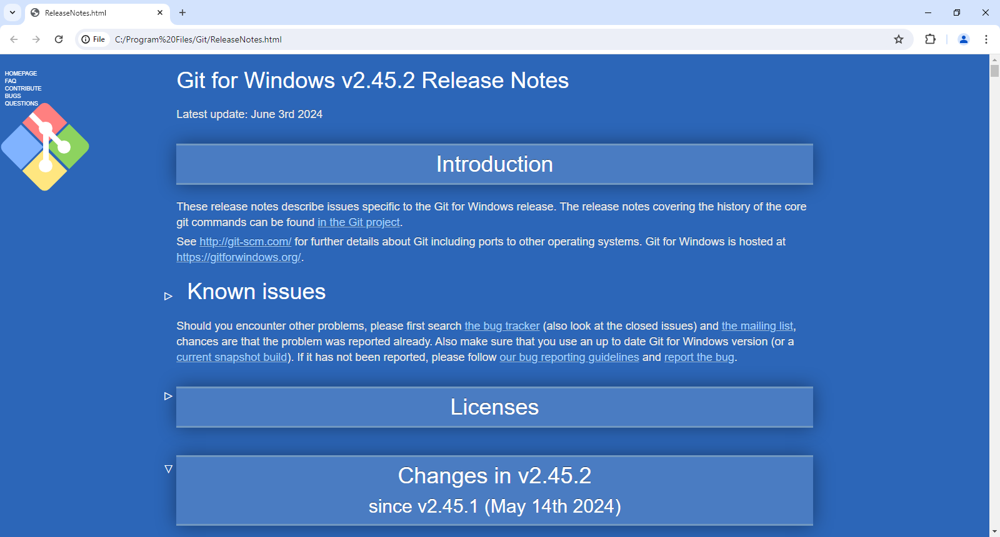 ReleaseNotes.html
File
C:/Program%20Files/Git/ReleaseNotes.html
HOMEPAGE
FAQ
CONTRIBUTE
BUGS
QUESTIONS
Git for Windows v2.45.2 Release Notes
Latest update: June 3rd 2024
Introduction
These release notes describe issues specific to the Git for Windows release. The release notes covering the history of the core
git commands can be found in the Git project.
See http://git-scm.com/ for further details about Git including ports to other operating systems. Git for Windows is hosted at
https://gitforwindows.org/.
Known issues
Should you encounter other problems, please first search the bug tracker (also look at the closed issues) and the mailing list,
chances are that the problem was reported already. Also make sure that you use an up to date Git for Windows version (or a
current snapshot build). If it has not been reported, please follow our bug reporting guidelines and report the bug.
Licenses
Changes in v2.45.2
since v2.45.1 (May 14th 2024)